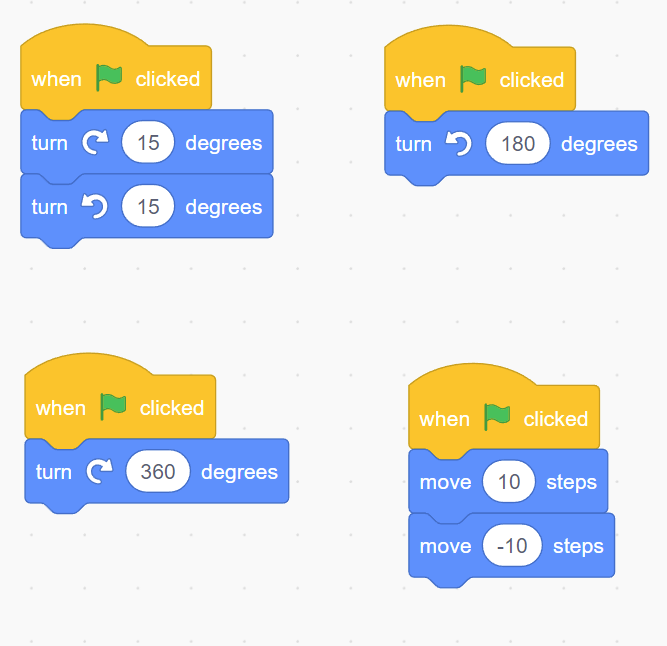 when clicked
turn 15 degrees
turn 15 degrees
when clicked
turn 180 degrees
when clicked
turn 360 degrees
when clicked
move 10 steps
move -10 steps